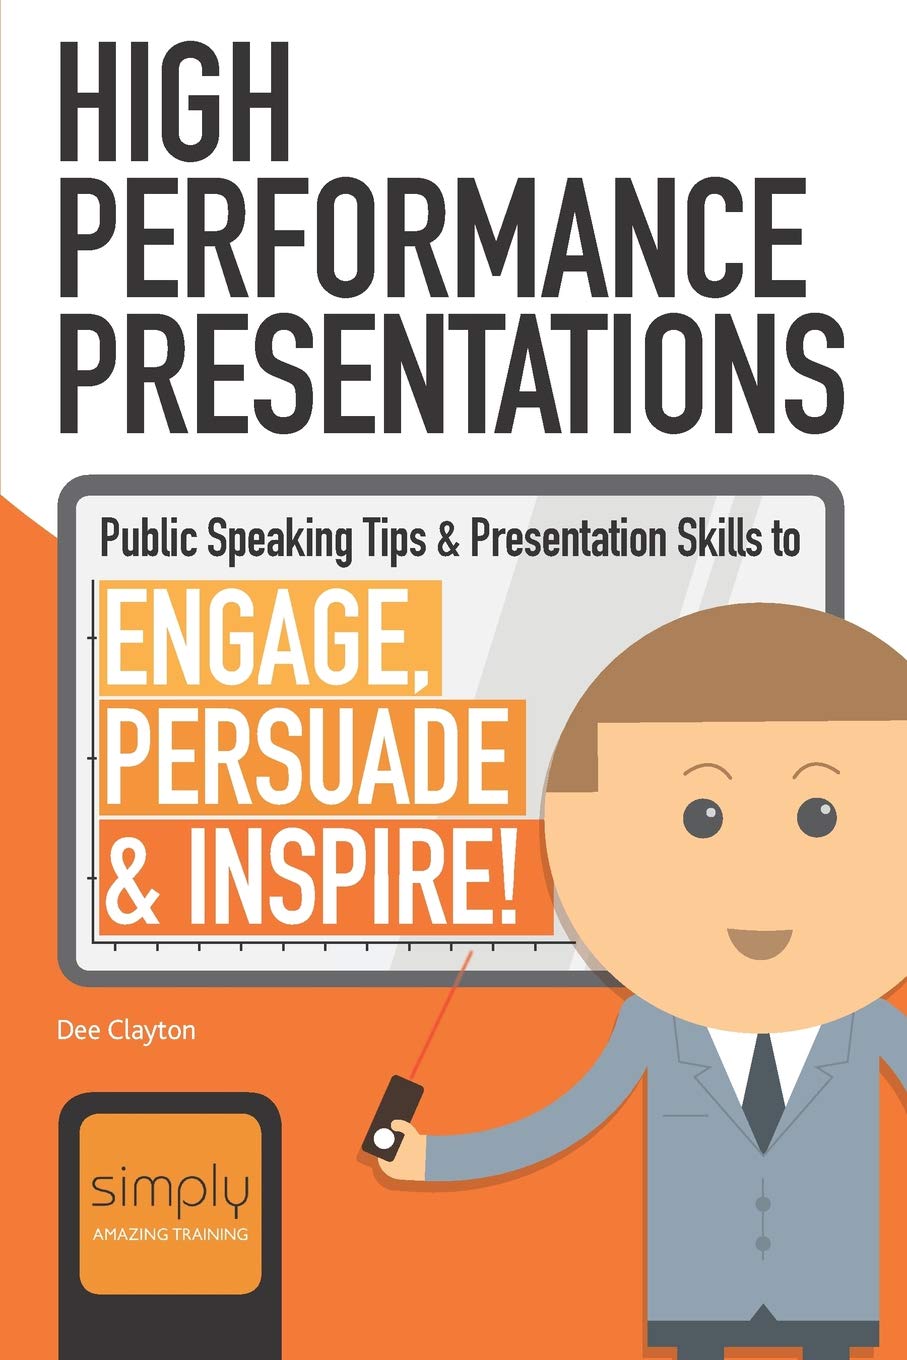 HIGH
PERFORMANCE
PRESENTATIONS
Public Speaking Tips & Presentation Skills to
ENGAGE,
PERSUADE
& INSPIRE!
Dee Clayton
simply
AMAZING TRAINING